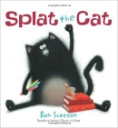 Splat the Cat
Rob Scotton